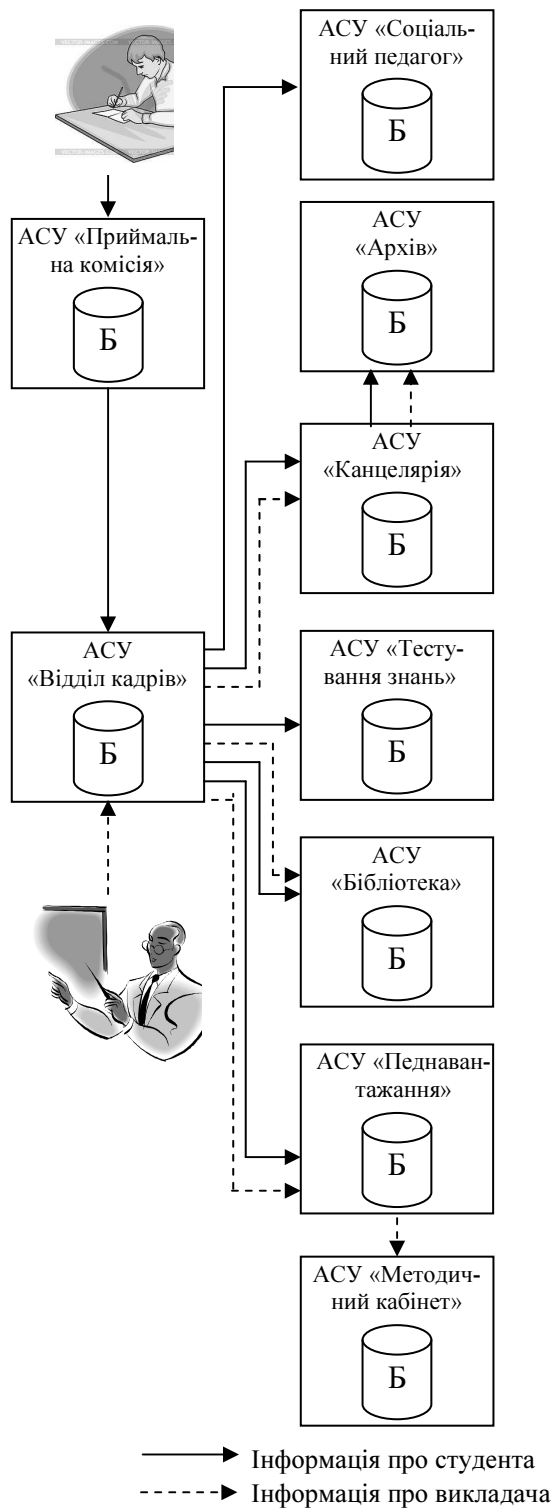 АСУ «Соціаль-
ний педагог»
Б
АСУ «Приймаль-
на комісія»
Б
АСУ
«Архів»
Б
АСУ
«Канцелярія»
Б
АСУ
«Відділ кадрів»
Б
АСУ «Тесту-
вання знань»
Б
АСУ
«Бібліотека»
Б
АСУ «Педнаван-
тажання»
Б
АСУ «Методич-
ний кабінет»
Б
Інформація про студента
Інформація про викладача